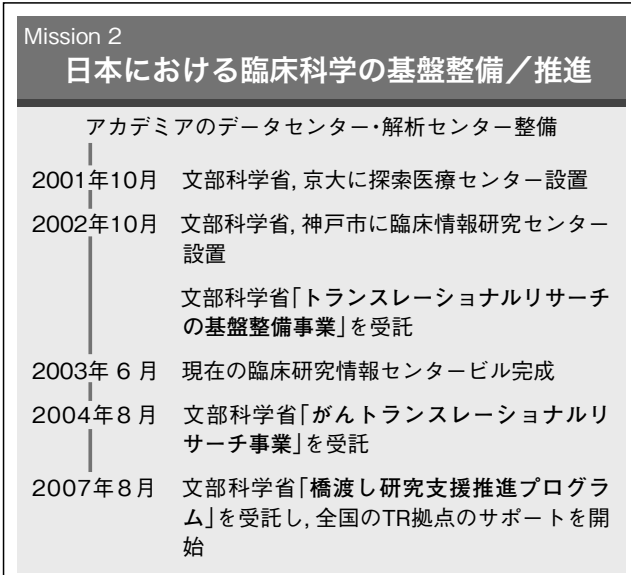 Mission 2
日本における臨床科学の基盤整備／推進
アカデミアのデータセンター・解析センター整備
2001年10月 文部科学省, 京大に探索医療センター設置
2002年10月 文部科学省, 神戸市に臨床情報研究センター
設置
文部科学省「トランスレーショナルリサーチ
の基盤整備事業」を受託
2003年 6 月 現在の臨床研究情報センタービル完成
2004年8 月 文部科学省「がんトランスレーショナルリ
サーチ事業」を受託
2007年8月 文部科学省「橋渡し研究支援推進プログラ
ム」を受託し, 全国のTR拠点のサポートを開
始